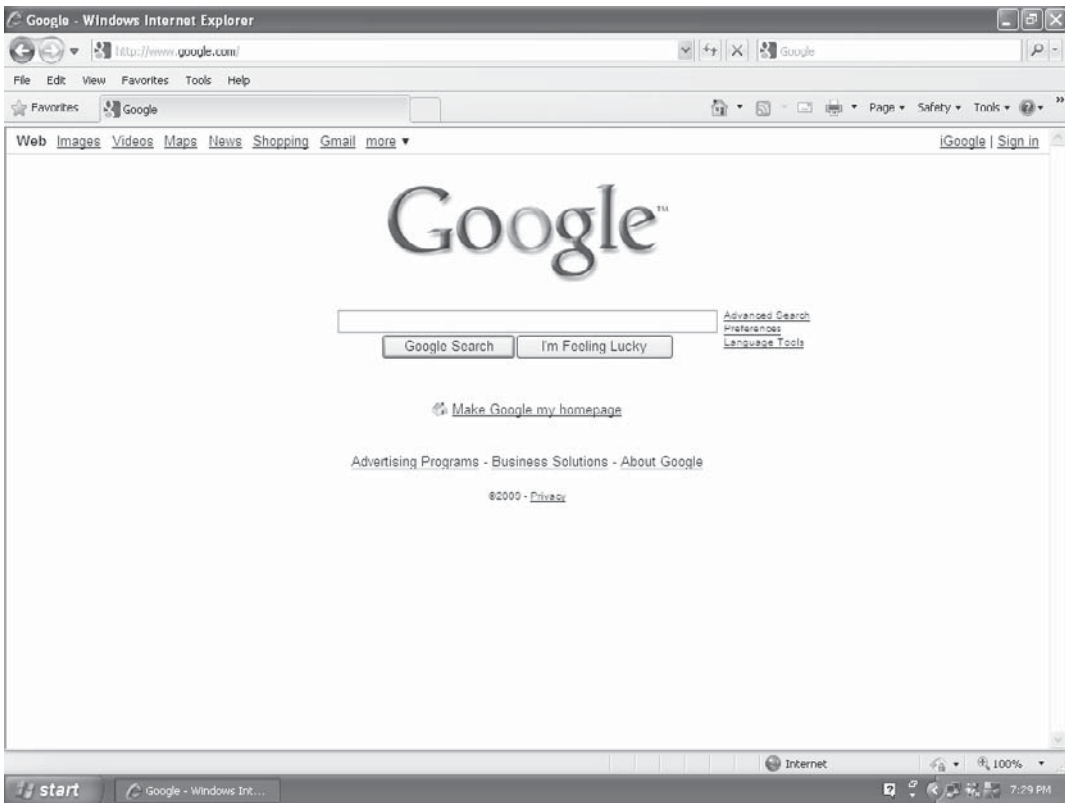 Google - Windows Internet Explorer
http://www.google.com/
Google
File Edit View Favorites Tools Help
Favorites Google Page Safety Tools
Web Images Videos Maps News Shopping Gmail more ▼ iGoogle | Sign in
Google™
Advanced Search
Preferences
Language Tools
Google Search I'm Feeling Lucky
Make Google my homepage
Advertising Programs - Business Solutions - About Google
Privacy
Internet 100%
start Google - Windows Int... 7:29 PM